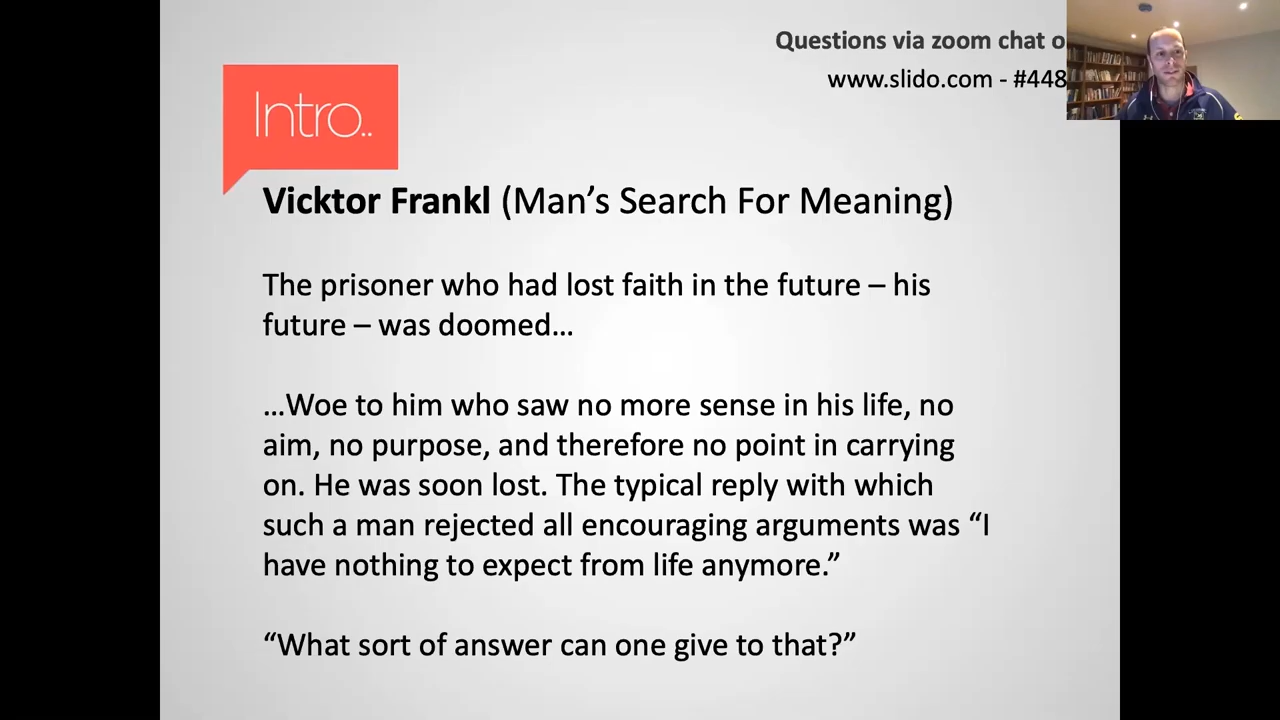 Questions via zoom chat o
www.slido.com - #448
Intro..
Vicktor Frankl (Man’s Search For Meaning)
The prisoner who had lost faith in the future – his
future – was doomed…
…Woe to him who saw no more sense in his life, no
aim, no purpose, and therefore no point in carrying
on. He was soon lost. The typical reply with which
such a man rejected all encouraging arguments was “I
have nothing to expect from life anymore.”
“What sort of answer can one give to that?”